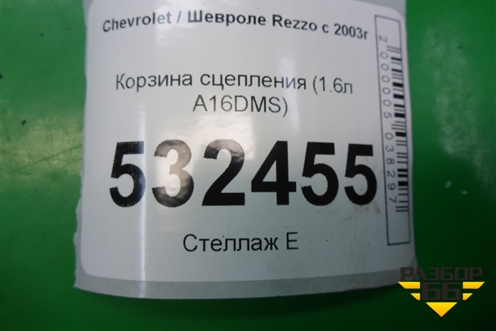 Chevrolet / Шевроле Rezzo с 2003г
Корзина сцепления (1.6л
A16DMS)
532455
Стеллаж Е
2000005038297
РАЗБОР
66